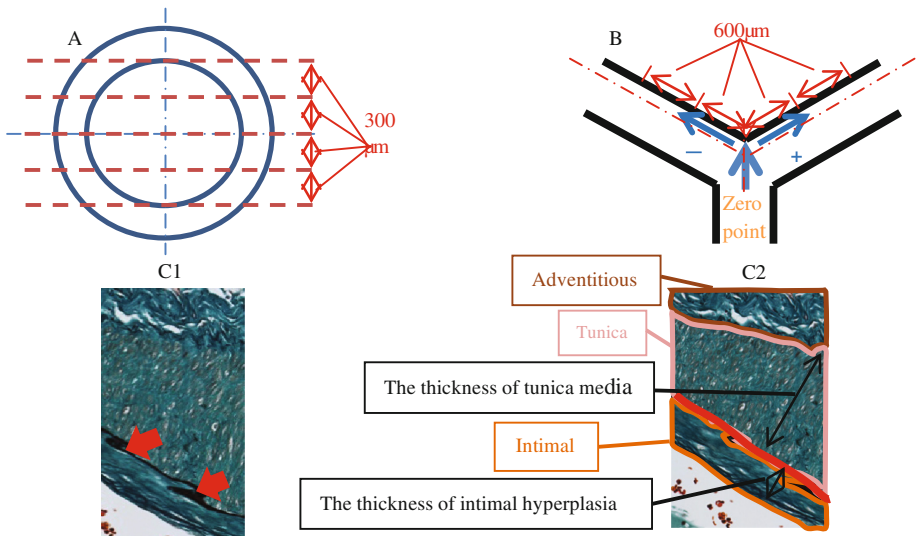 A
300
µm
B
600µm
−
+
Zero
point
C1
C2
Adventitious
Tunica
The thickness of tunica media
Intimal
The thickness of intimal hyperplasia